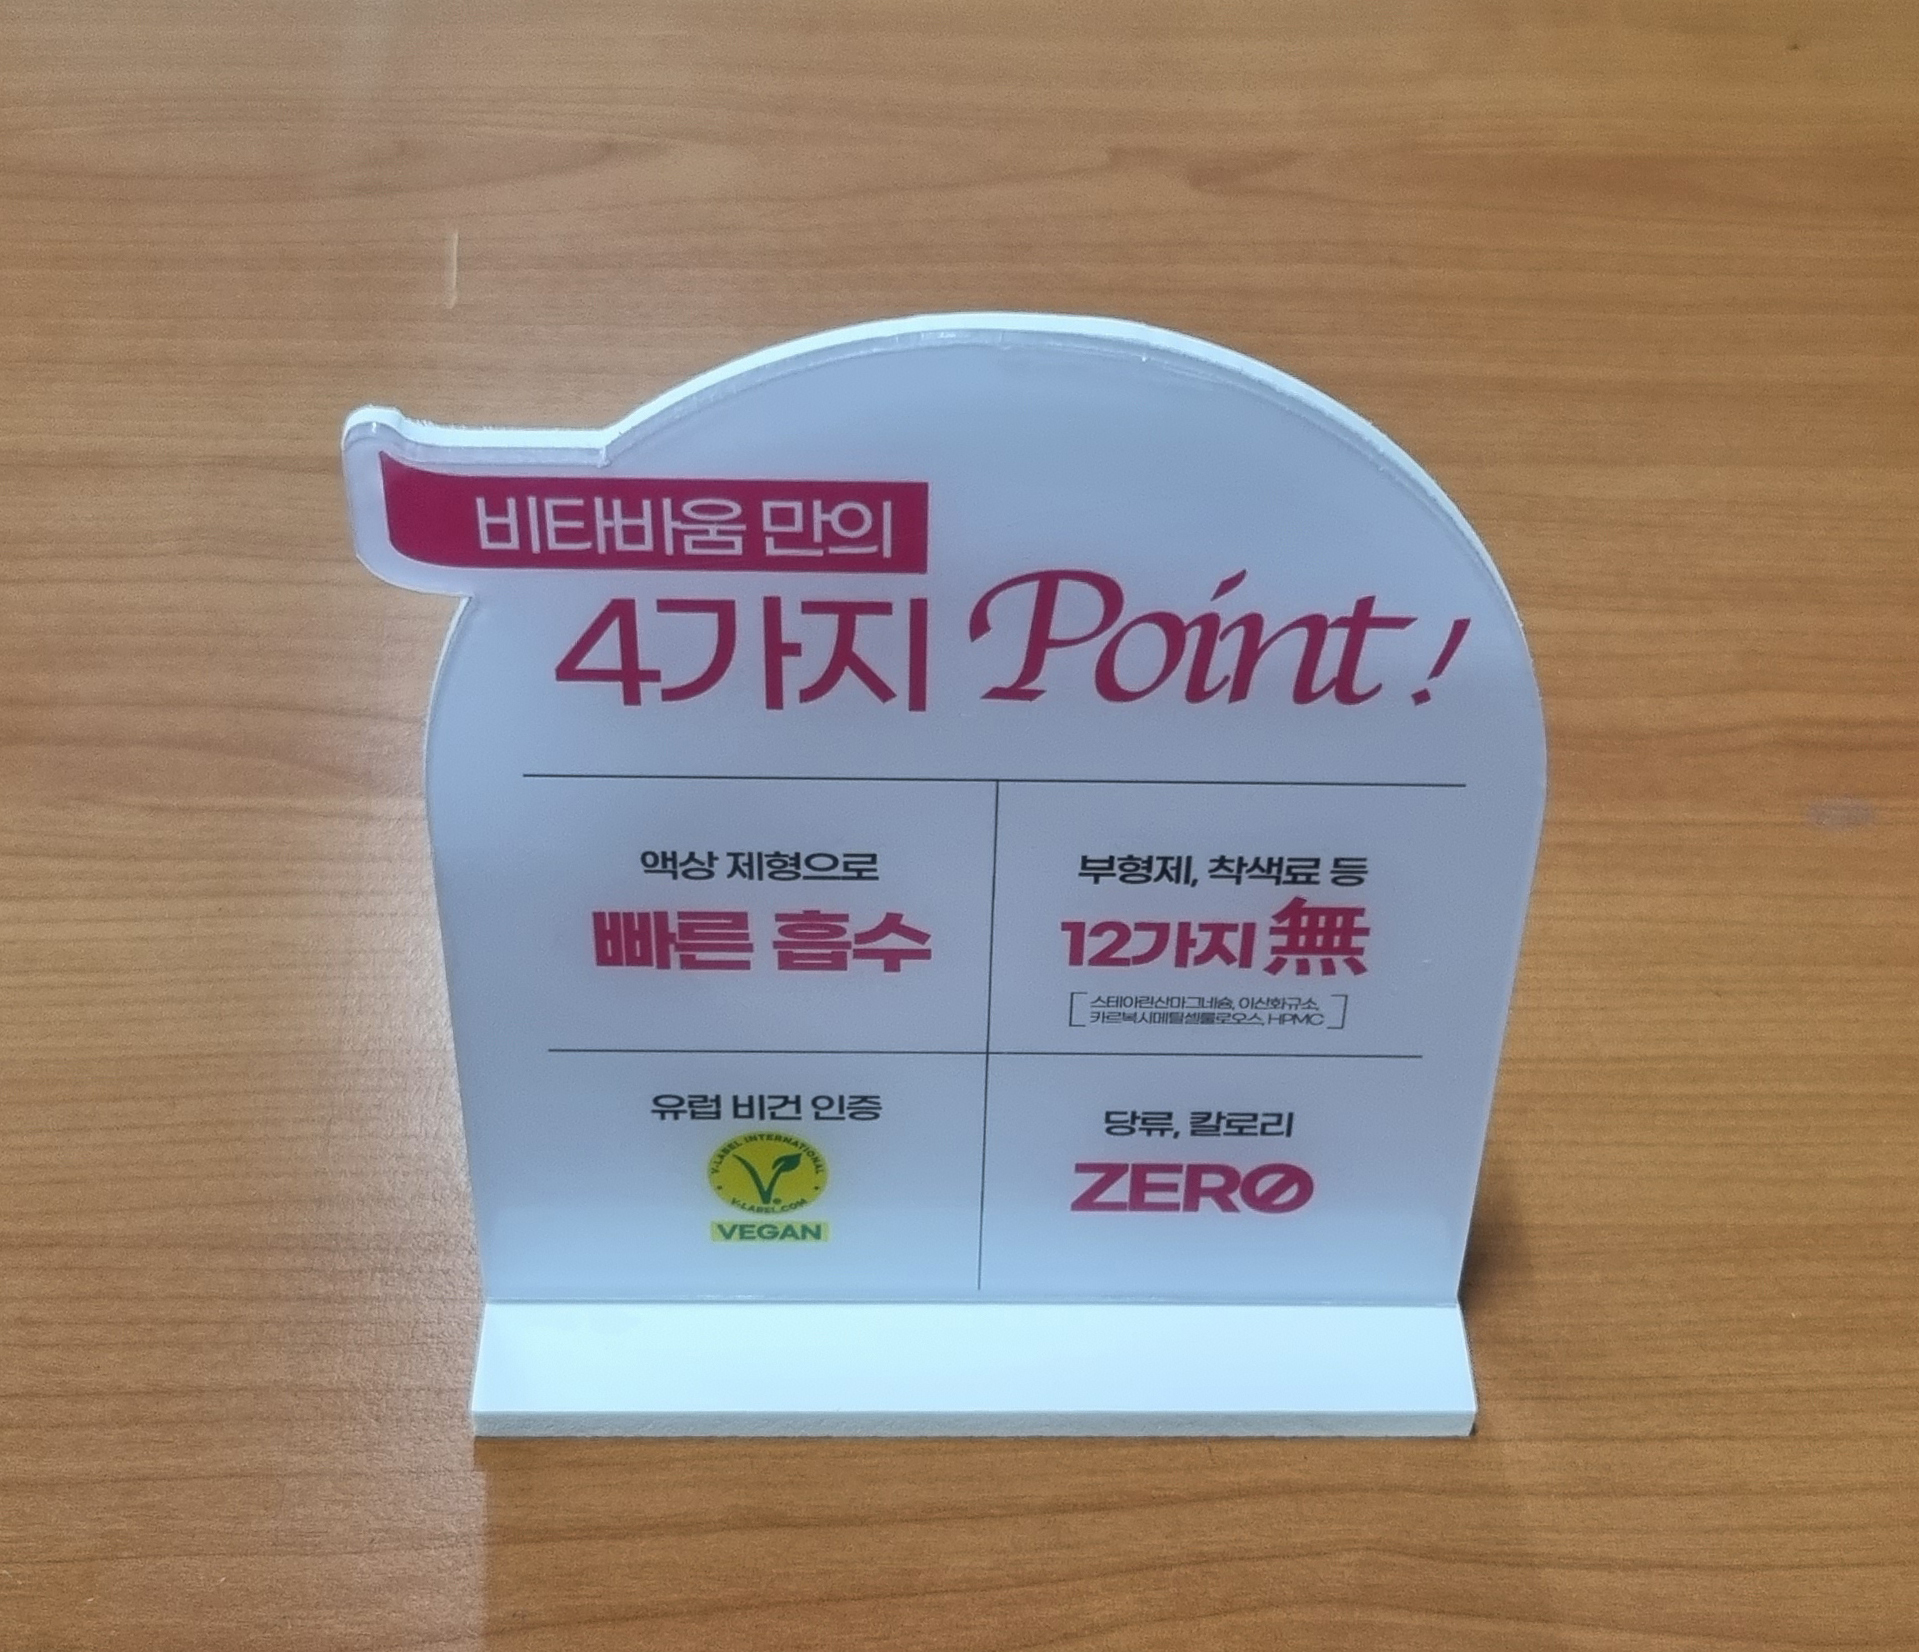 비타바움 만의
4가지 Point!
액상 제형으로
빠른 흡수
부형제, 착색료 등
12가지 無
[스테아린산마그네슘, 이산화규소,
카르복시메틸셀룰로오스, HPMC]
유럽 비건 인증
V-LABEL INTERNATIONAL
V-LABEL.COM
VEGAN
당류, 칼로리
ZERO